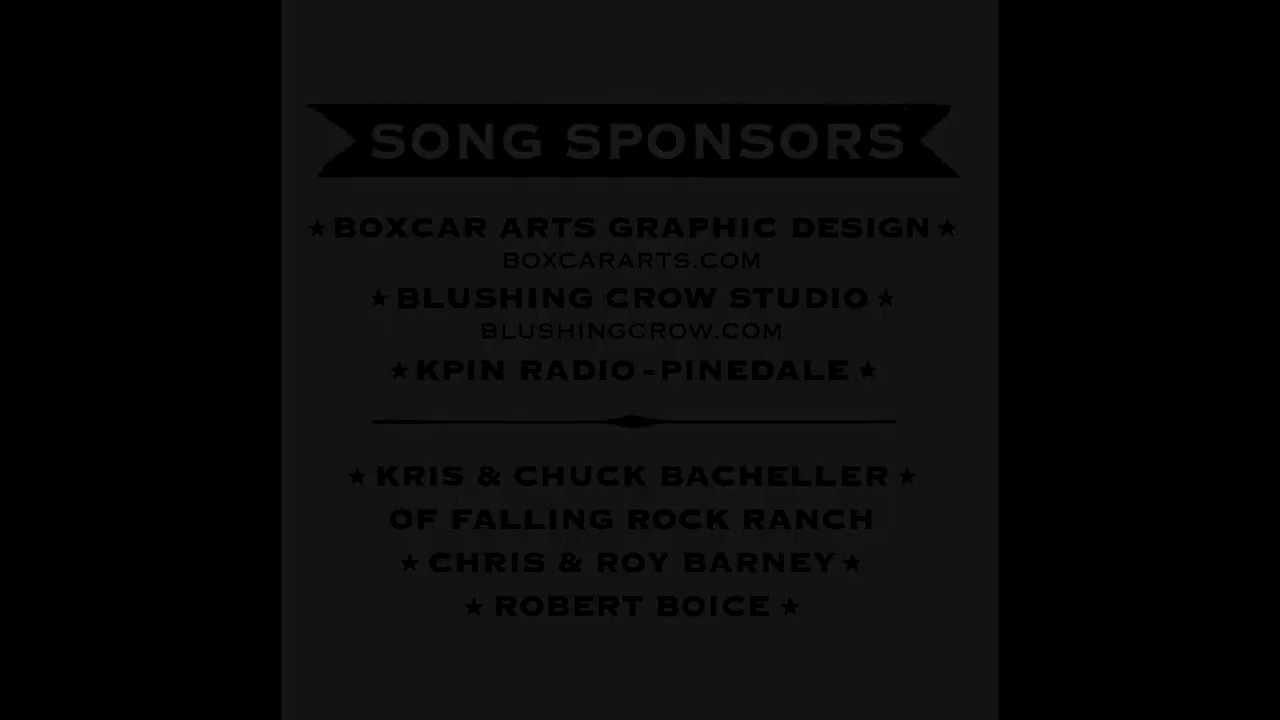 SONG SPONSORS
★ BOXCAR ARTS GRAPHIC DESIGN ★
BOXCARARTS.COM
★ BLUSHING CROW STUDIO ★
BLUSHINGCROW.COM
★ KPIN RADIO-PINEDALE ★
★ KRIS & CHUCK BACHELLER ★
OF FALLING ROCK RANCH
★ CHRIS & ROY BARNEY ★
★ ROBERT BOICE ★